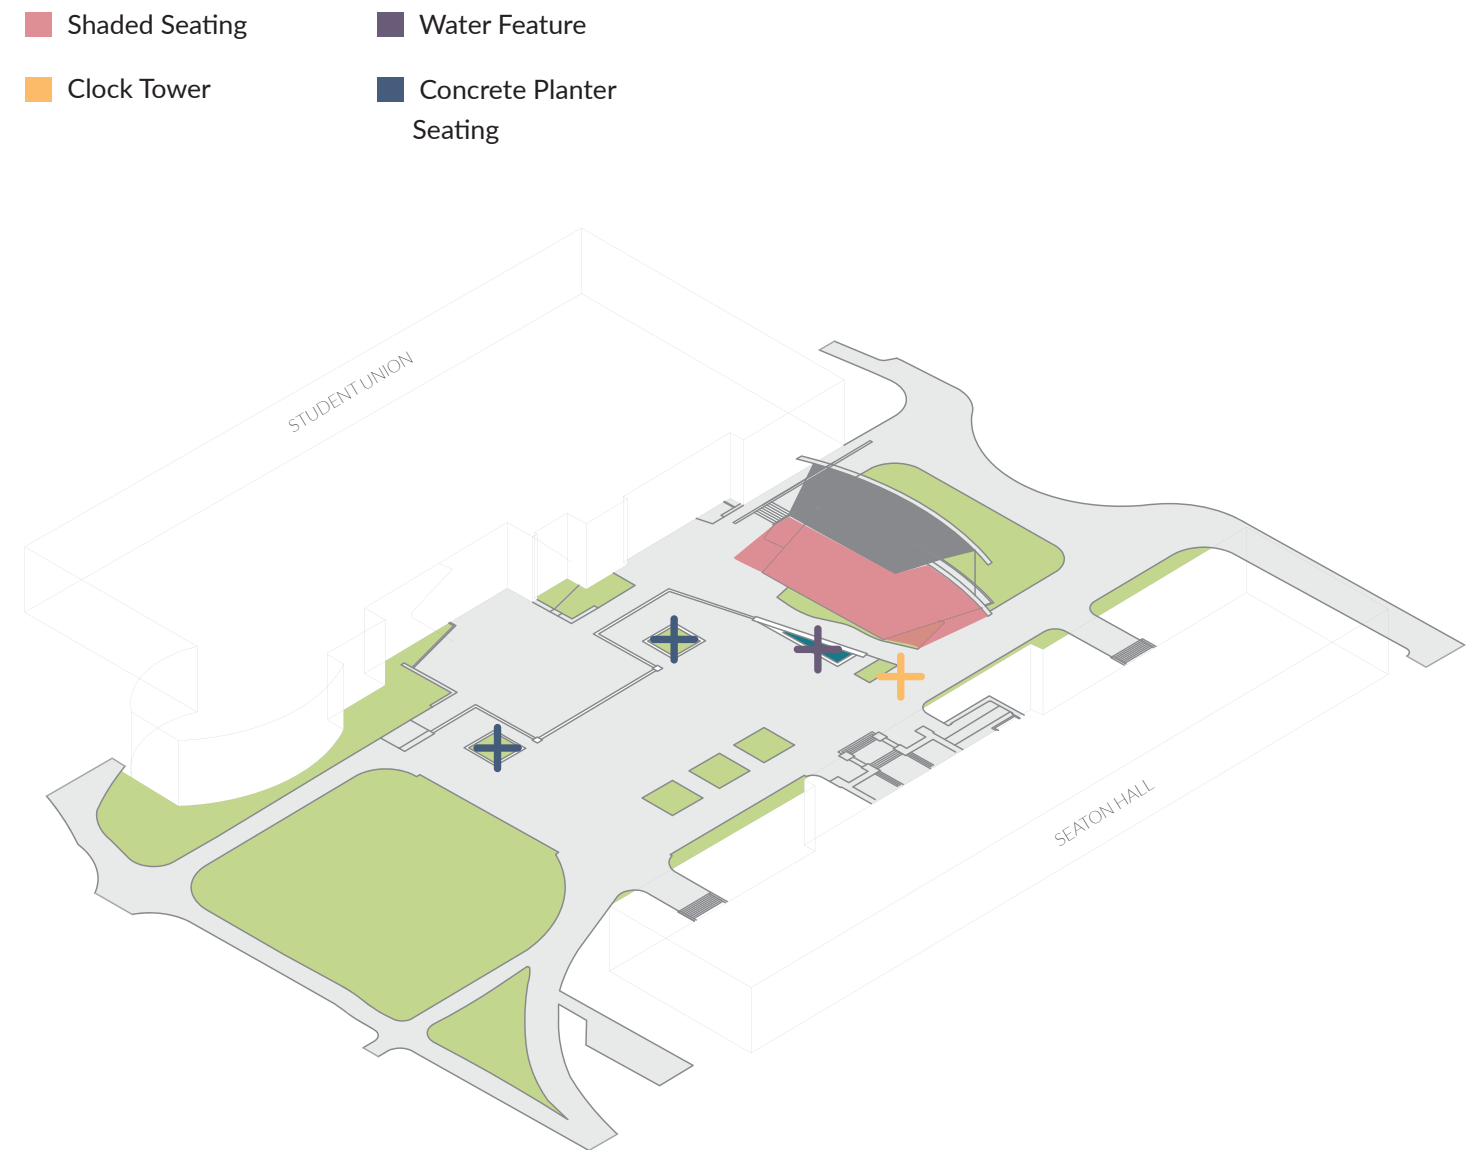 Shaded Seating
Water Feature
Clock Tower
Concrete Planter
Seating
STUDENT UNION
SEATON HALL